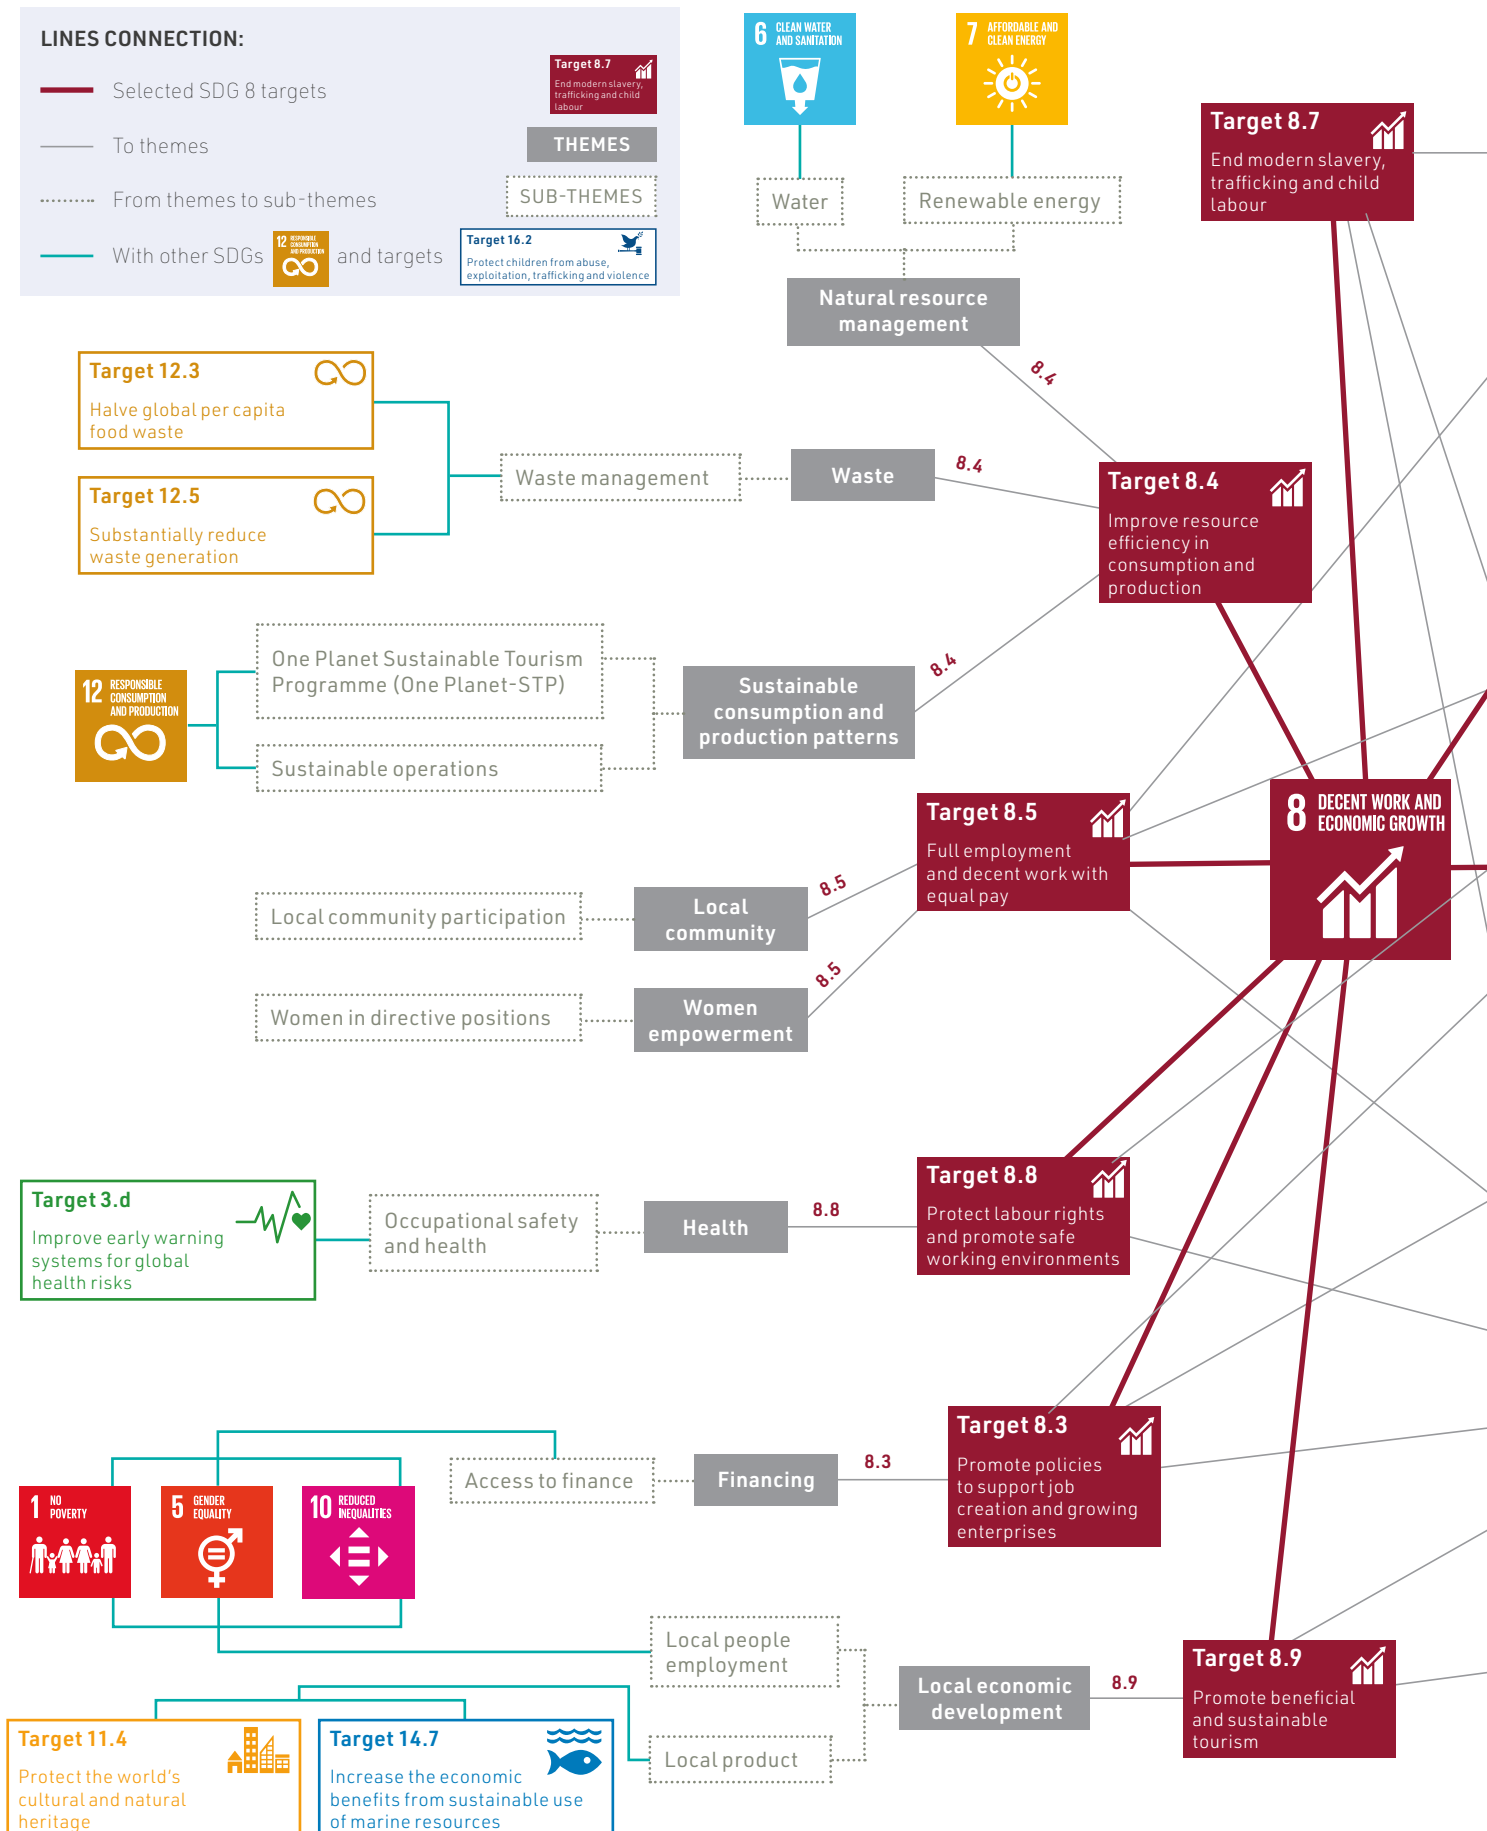 LINES CONNECTION:
Selected SDG 8 targets
Target 8.7
End modern slavery,
trafficking and child
labour
To themes
THEMES
From themes to sub-themes
SUB-THEMES
With other SDGs
12 RESPONSIBLE
CONSUMPTION
AND PRODUCTION
and targets
Target 16.2
Protect children from abuse,
exploitation, trafficking and violence
6 CLEAN WATER
AND SANITATION
7 AFFORDABLE AND
CLEAN ENERGY
Water
Renewable energy
Natural resource
management
8.4
Target 8.7
End modern slavery,
trafficking and child
labour
Target 12.3
Halve global per capita
food waste
Target 12.5
Substantially reduce
waste generation
Waste management
Waste
8.4
Target 8.4
Improve resource
efficiency in
consumption and
production
12 RESPONSIBLE
CONSUMPTION
AND PRODUCTION
One Planet Sustainable Tourism
Programme (One Planet-STP)
Sustainable operations
Sustainable
consumption and
production patterns
8.4
Target 8.5
Full employment
and decent work with
equal pay
8 DECENT WORK AND
ECONOMIC GROWTH
Local community participation
Local
community
8.5
Women in directive positions
Women
empowerment
8.5
Target 3.d
Improve early warning
systems for global
health risks
Occupational safety
and health
Health
8.8
Target 8.8
Protect labour rights
and promote safe
working environments
1 NO
POVERTY
5 GENDER
EQUALITY
10 REDUCED
INEQUALITIES
Access to finance
Financing
8.3
Target 8.3
Promote policies
to support job
creation and growing
enterprises
Local people
employment
Local product
Local economic
development
8.9
Target 8.9
Promote beneficial
and sustainable
tourism
Target 11.4
Protect the world's
cultural and natural
heritage
Target 14.7
Increase the economic
benefits from sustainable use
of marine resources